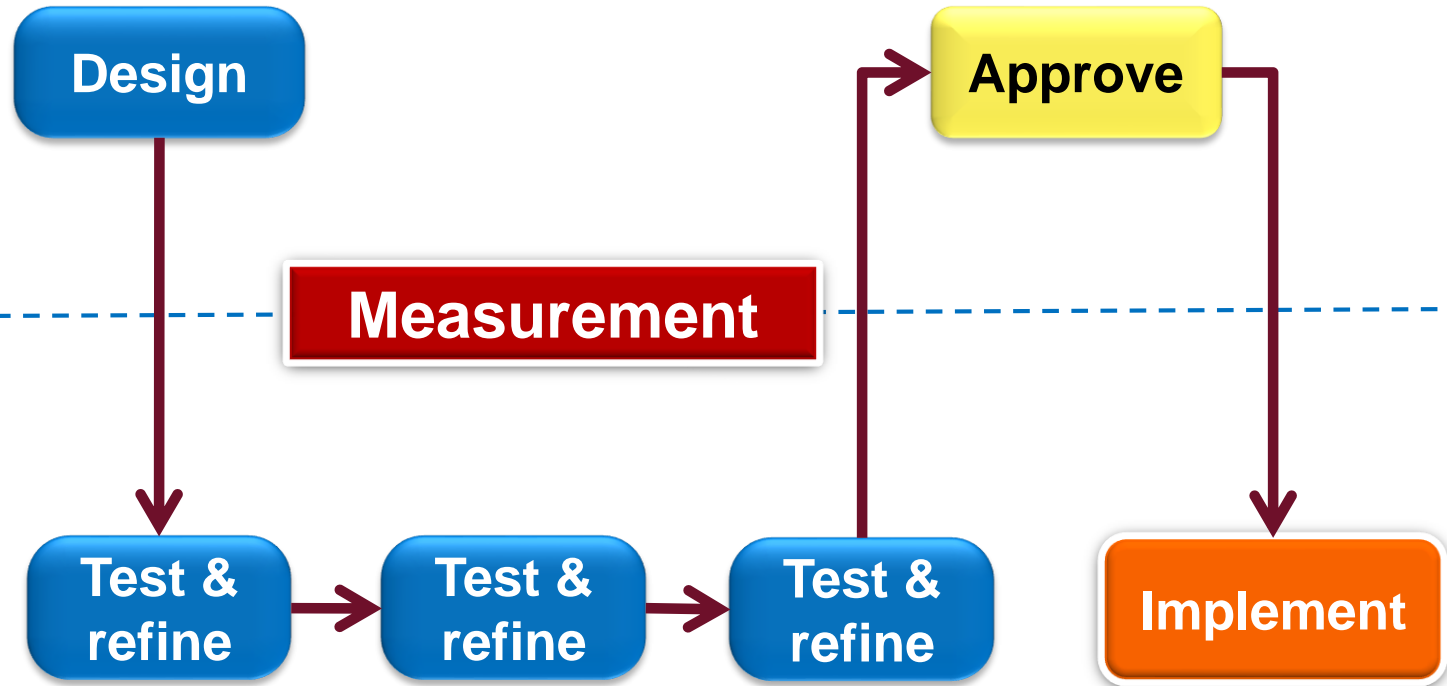 Design
Approve
Measurement
Test &
refine
Test &
refine
Test &
refine
Implement